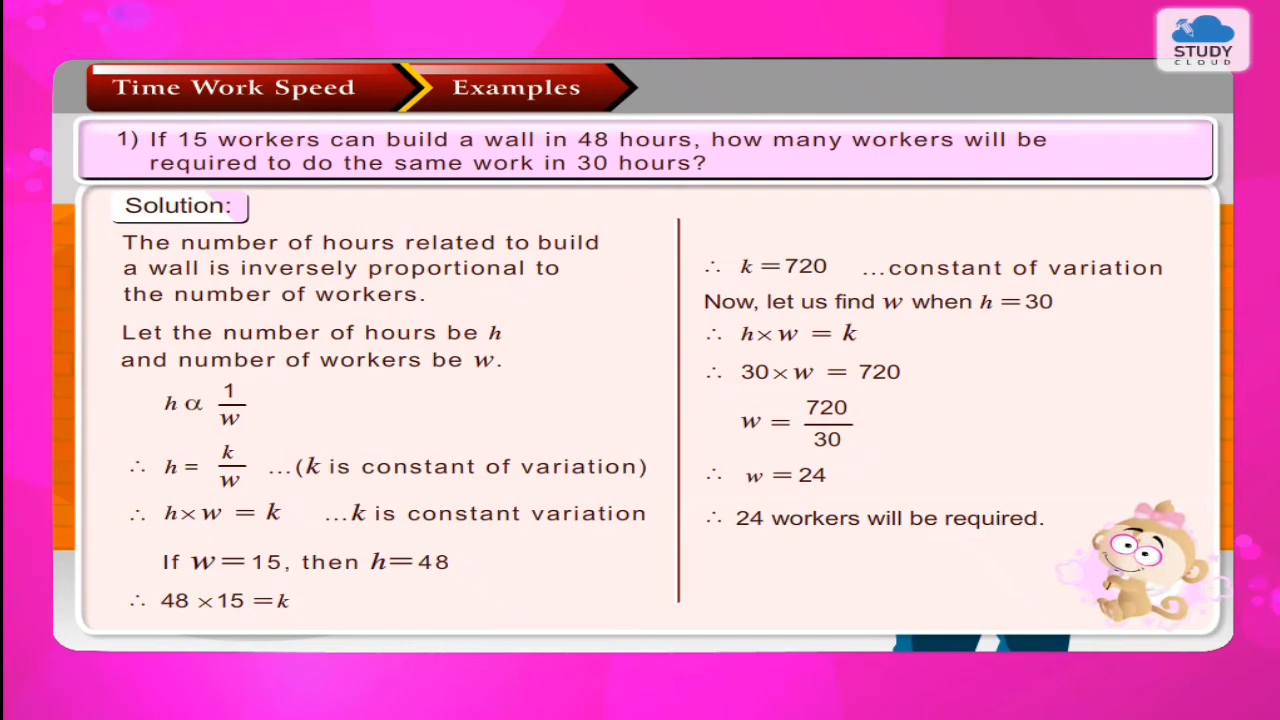 STUDY
CLOUD
Time Work Speed
Examples
1) If 15 workers can build a wall in 48 hours, how many workers will be
required to do the same work in 30 hours?
Solution:
The number of hours related to build
a wall is inversely proportional to
the number of workers.
Let the number of hours be h
and number of workers be w.
h α 1/w
∴ h = k/w ...(k is constant of variation)
∴ h × w = k ...k is constant variation
If w = 15, then h = 48
∴ 48 × 15 = k
∴ k = 720 ...constant of variation
Now, let us find w when h = 30
∴ h × w = k
∴ 30 × w = 720
w = 720/30
∴ w = 24
∴ 24 workers will be required.